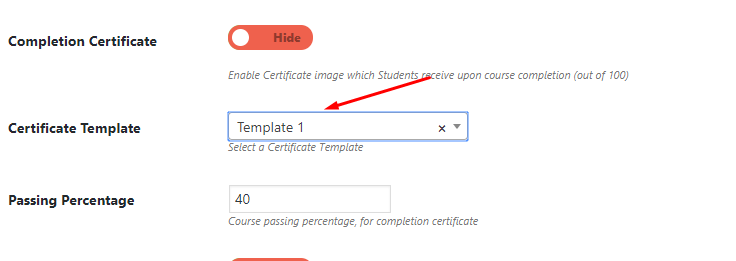 Completion Certificate
Hide
Enable Certificate image which Students receive upon course completion (out of 100)
Certificate Template
Template 1
×
Select a Certificate Template
Passing Percentage
40
Course passing percentage, for completion certificate